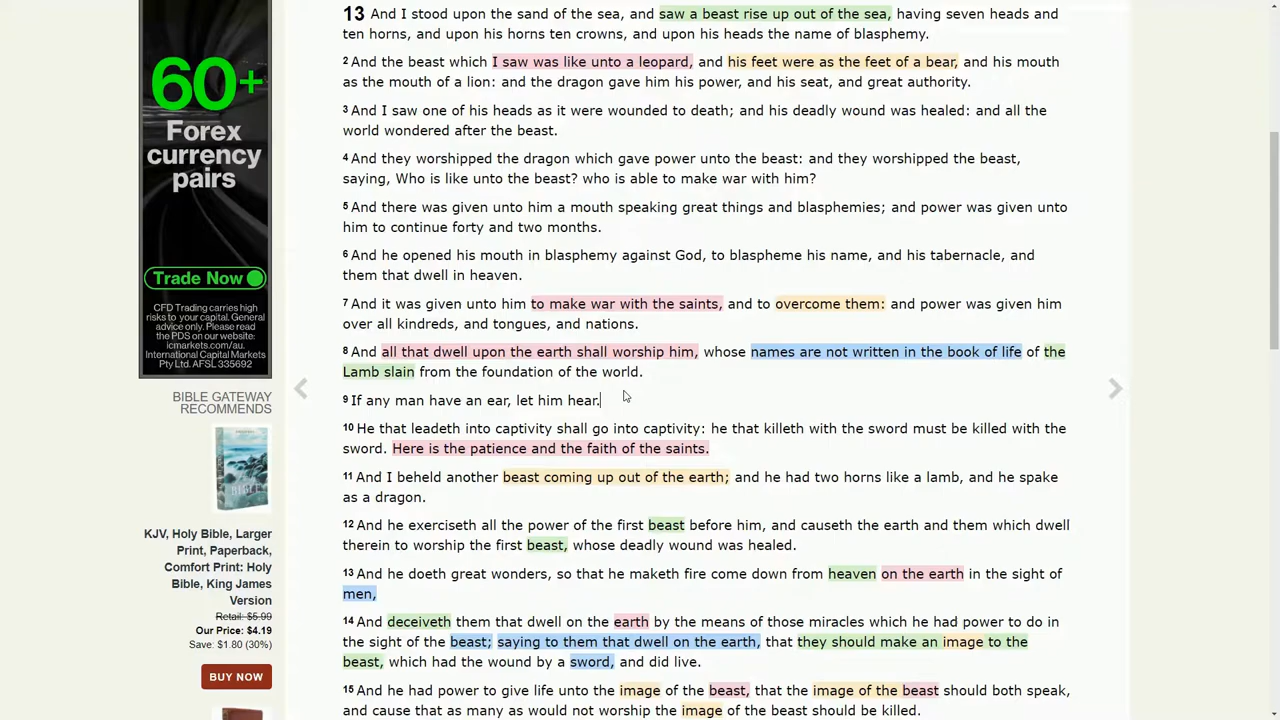 13 And I stood upon the sand of the sea, and saw a beast rise up out of the sea, having seven heads and
ten horns, and upon his horns ten crowns, and upon his heads the name of blasphemy.
2 And the beast which I saw was like unto a leopard, and his feet were as the feet of a bear, and his mouth
as the mouth of a lion: and the dragon gave him his power, and his seat, and great authority.
3 And I saw one of his heads as it were wounded to death; and his deadly wound was healed: and all the
world wondered after the beast.
4 And they worshipped the dragon which gave power unto the beast: and they worshipped the beast,
saying, Who is like unto the beast? who is able to make war with him?
5 And there was given unto him a mouth speaking great things and blasphemies; and power was given unto
him to continue forty and two months.
6 And he opened his mouth in blasphemy against God, to blaspheme his name, and his tabernacle, and
them that dwell in heaven.
7 And it was given unto him to make war with the saints, and to overcome them: and power was given him
over all kindreds, and tongues, and nations.
8 And all that dwell upon the earth shall worship him, whose names are not written in the book of life of the
Lamb slain from the foundation of the world.
9 If any man have an ear, let him hear.
10 He that leadeth into captivity shall go into captivity: he that killeth with the sword must be killed with the
sword. Here is the patience and the faith of the saints.
11 And I beheld another beast coming up out of the earth; and he had two horns like a lamb, and he spake
as a dragon.
12 And he exerciseth all the power of the first beast before him, and causeth the earth and them which dwell
therein to worship the first beast, whose deadly wound was healed.
13 And he doeth great wonders, so that he maketh fire come down from heaven on the earth in the sight of
men,
14 And deceiveth them that dwell on the earth by the means of those miracles which he had power to do in
the sight of the beast; saying to them that dwell on the earth, that they should make an image to the
beast, which had the wound by a sword, and did live.
15 And he had power to give life unto the image of the beast, that the image of the beast should both speak,
and cause that as many as would not worship the image of the beast should be killed.
60+
Forex
currency
pairs
Trade Now
CFD Trading carries high
risks to your capital. General
advice only. Please read
the PDS on our website:
icmarkets.com/au.
International Capital Markets
Pty Ltd. AFSL 335692
BIBLE GATEWAY
RECOMMENDS
BIBLE
KJV, Holy Bible, Larger
Print, Paperback,
Comfort Print: Holy
Bible, King James
Version
Retail: $5.99
Our Price: $4.19
Save: $1.80 (30%)
BUY NOW